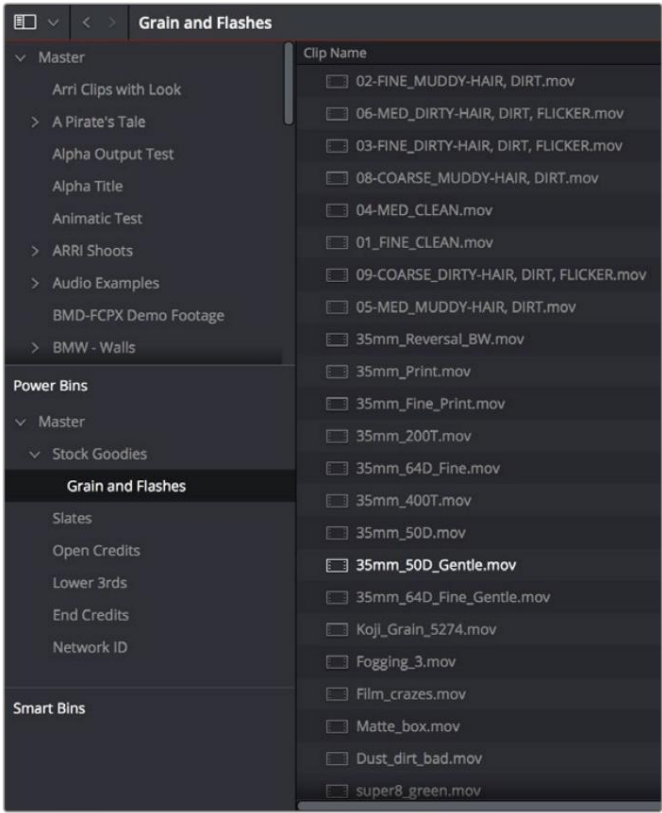 Grain and Flashes
Master
Arri Clips with Look
A Pirate's Tale
Alpha Output Test
Alpha Title
Animatic Test
ARRI Shoots
Audio Examples
BMD-FCPX Demo Footage
BMW - Walls
Power Bins
Master
Stock Goodies
Grain and Flashes
Slates
Open Credits
Lower 3rds
End Credits
Network ID
Smart Bins
Clip Name
02-FINE_MUDDY-HAIR, DIRT.mov
06-MED_DIRTY-HAIR, DIRT, FLICKER.mov
03-FINE_DIRTY-HAIR, DIRT, FLICKER.mov
08-COARSE_MUDDY-HAIR, DIRT.mov
04-MED_CLEAN.mov
01_FINE_CLEAN.mov
09-COARSE_DIRTY-HAIR, DIRT, FLICKER.mov
05-MED_MUDDY-HAIR, DIRT.mov
35mm_Reversal_BW.mov
35mm_Print.mov
35mm_Fine_Print.mov
35mm_200T.mov
35mm_64D_Fine.mov
35mm_400T.mov
35mm_50D.mov
35mm_50D_Gentle.mov
35mm_64D_Fine_Gentle.mov
Koji_Grain_5274.mov
Fogging_3.mov
Film_crazes.mov
Matte_box.mov
Dust_dirt_bad.mov
super8_green.mov